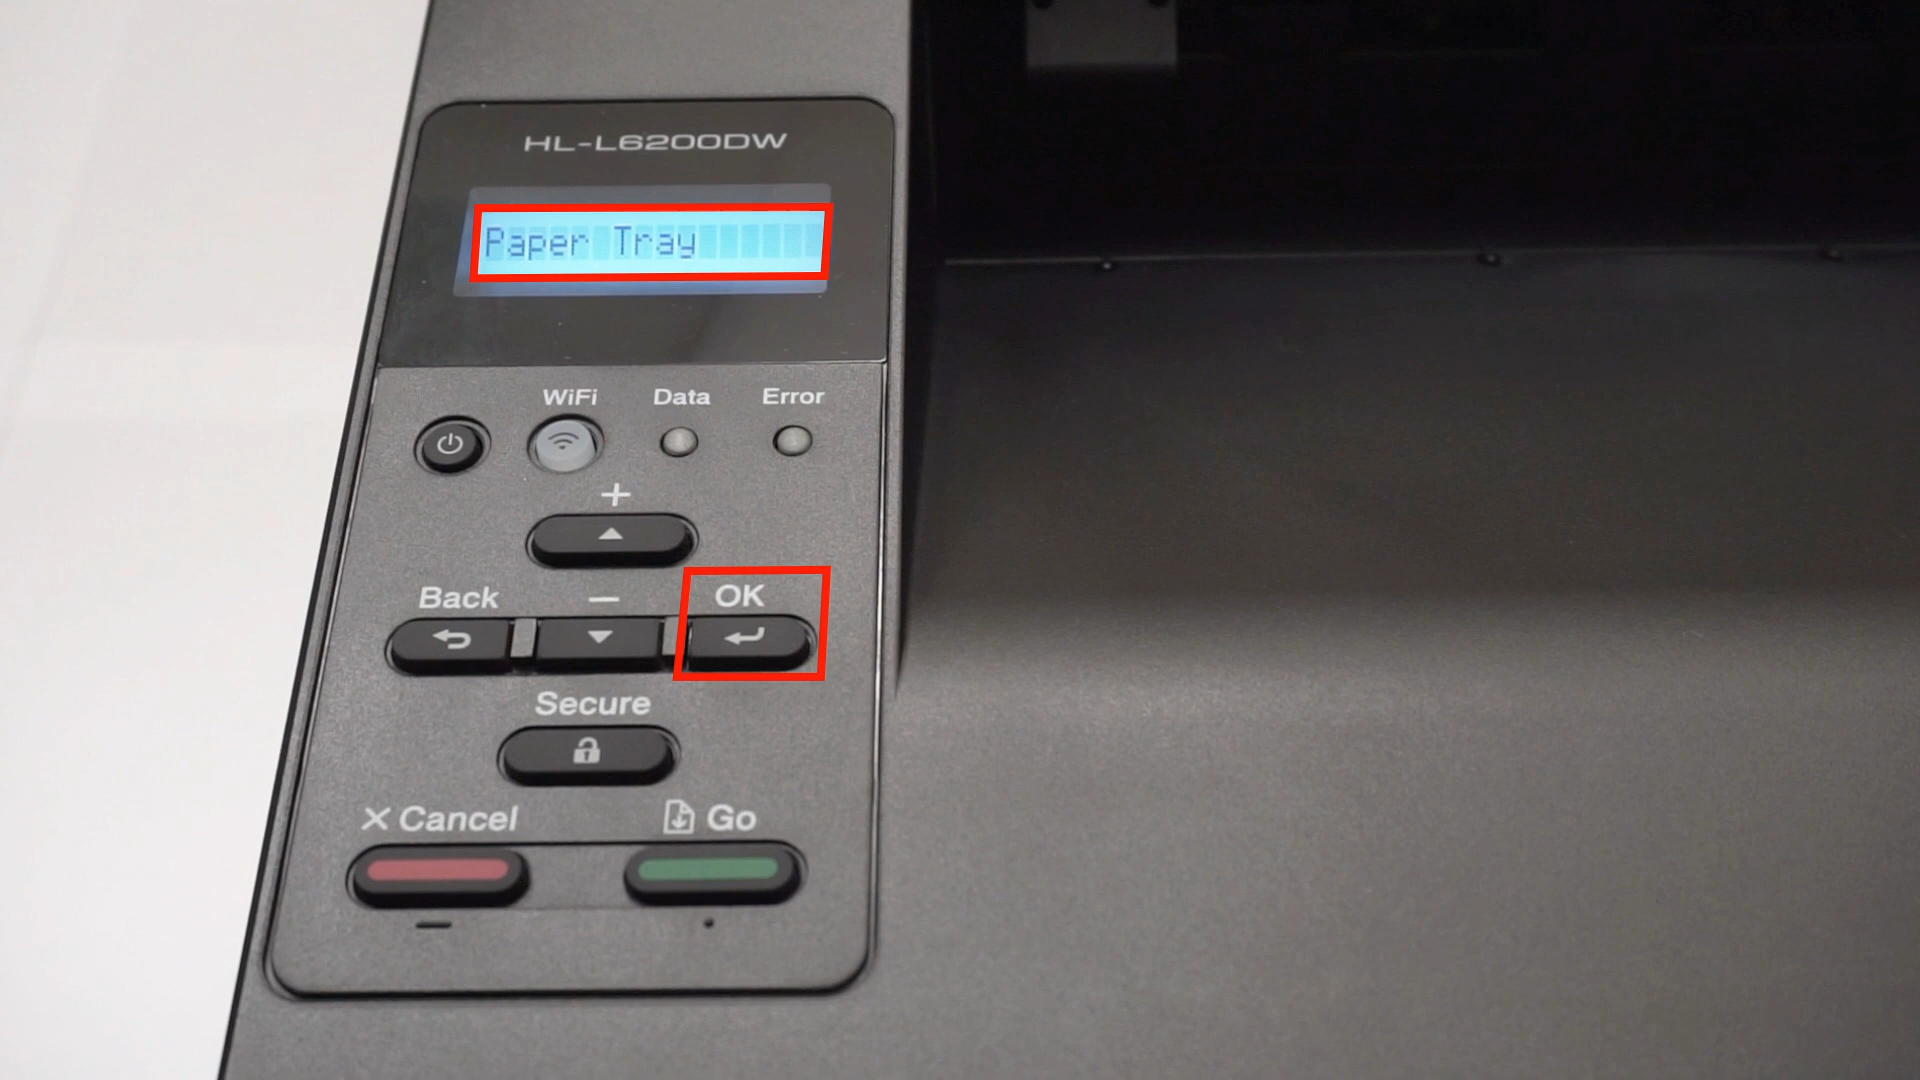 HL-L6200DW
Paper Tray
WiFi Data Error
+
Back — OK
Secure
X Cancel Go